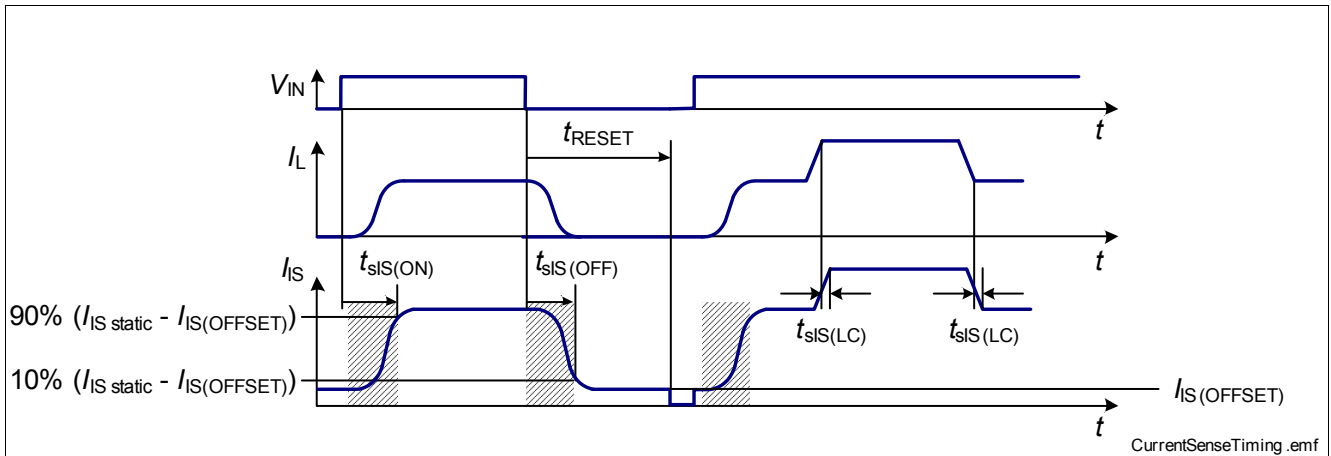 VIN
t
tRESET
IL
t
IIS
tsIS(ON)
tsIS(OFF)
90% (IIS static - IIS(OFFSET))
tsIS(LC)
tsIS(LC)
10% (IIS static - IIS(OFFSET))
IIS(OFFSET)
t
CurrentSenseTiming .emf